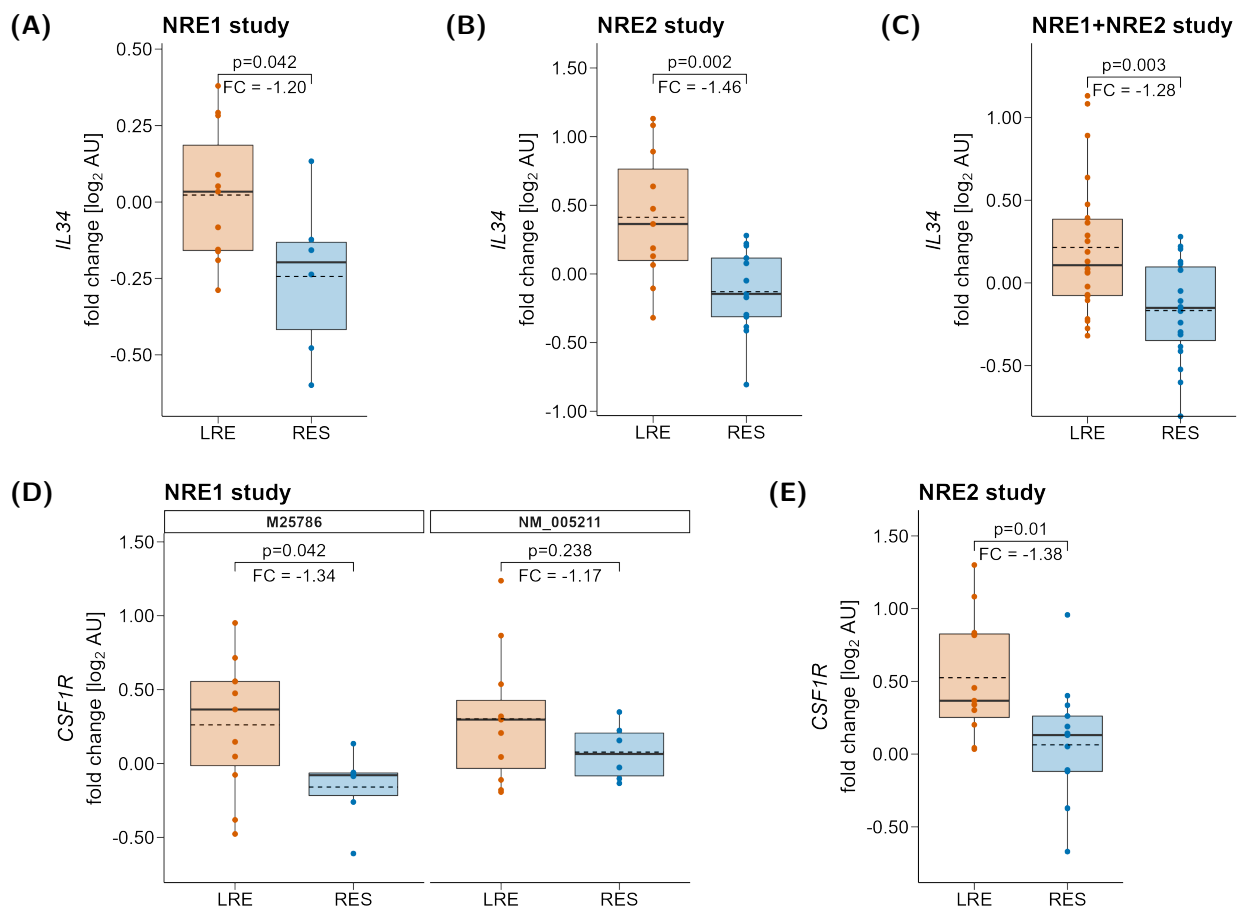 (A)
NRE1 study
0.50
0.25
0.00
-0.25
-0.50
IL34
fold change [log₂ AU]
p=0.042
FC = -1.20
LRE
RES
(B)
NRE2 study
1.50
1.00
0.50
0.00
-0.50
-1.00
IL34
fold change [log₂ AU]
p=0.002
FC = -1.46
LRE
RES
(C)
NRE1+NRE2 study
1.00
0.50
0.00
-0.50
IL34
fold change [log₂ AU]
p=0.003
FC = -1.28
LRE
RES
(D)
NRE1 study
1.50
1.00
0.50
0.00
-0.50
CSF1R
fold change [log₂ AU]
M25786
p=0.042
FC = -1.34
LRE
RES
NM_005211
p=0.238
FC = -1.17
LRE
RES
(E)
NRE2 study
1.50
1.00
0.50
0.00
-0.50
CSF1R
fold change [log₂ AU]
p=0.01
FC = -1.38
LRE
RES